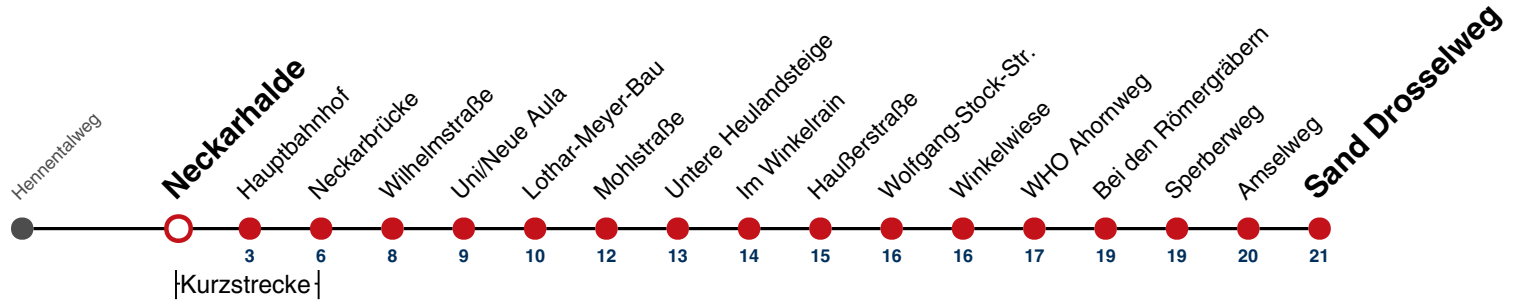 Hennentalweg
Neckarhalde
Hauptbahnhof
Neckarbrücke
Wilhelmstraße
Uni/Neue Aula
Lothar-Meyer-Bau
Mohlstraße
Untere Heulandsteige
Im Winkelrain
Haußerstraße
Wolfgang-Stock-Str.
Winkelwiese
WHO Ahornweg
Bei den Römergräbern
Sperberweg
Amselweg
Sand Drosselweg
3 6 8 9 10 12 13 14 15 16 16 17 19 19 20 21
Kurzstrecke